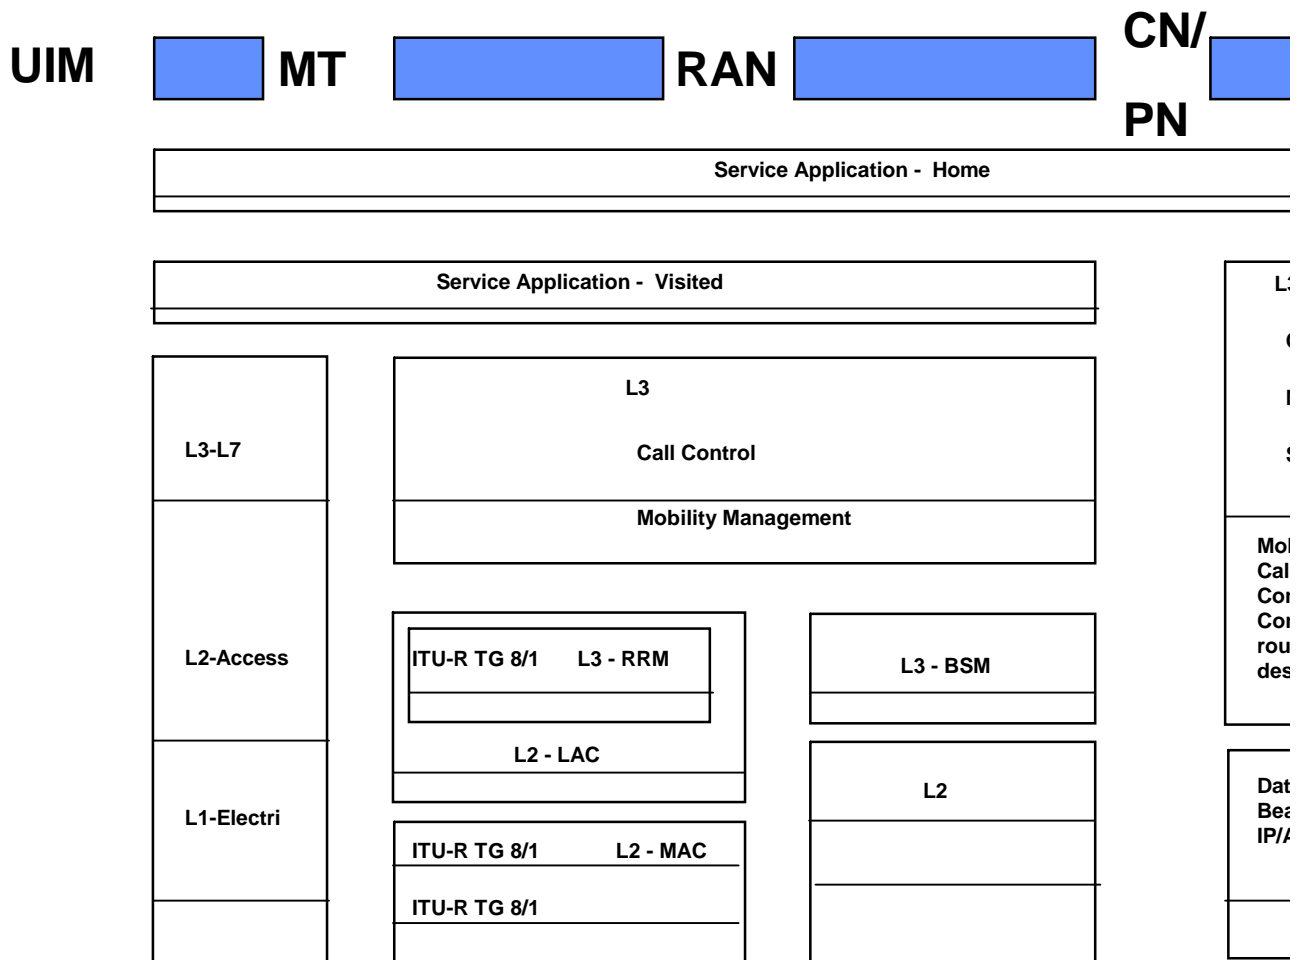 UIM MT RAN CN/
PN
Service Application - Home
Service Application - Visited
L3
L3-L7
Call Control
Mobility Management
L2-Access
ITU-R TG 8/1 L3 - RRM
L3 - BSM
L2 - LAC
L2
L1-Electri
ITU-R TG 8/1 L2 - MAC
ITU-R TG 8/1